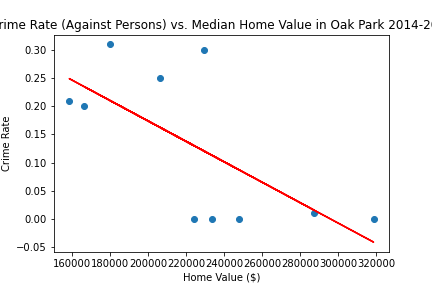 rime Rate (Against Persons) vs. Median Home Value in Oak Park 2014-20
0.30
0.25
0.20
0.15
0.10
0.05
0.00
−0.05
Crime Rate
160000 180000 200000 220000 240000 260000 280000 300000 320000
Home Value ($)